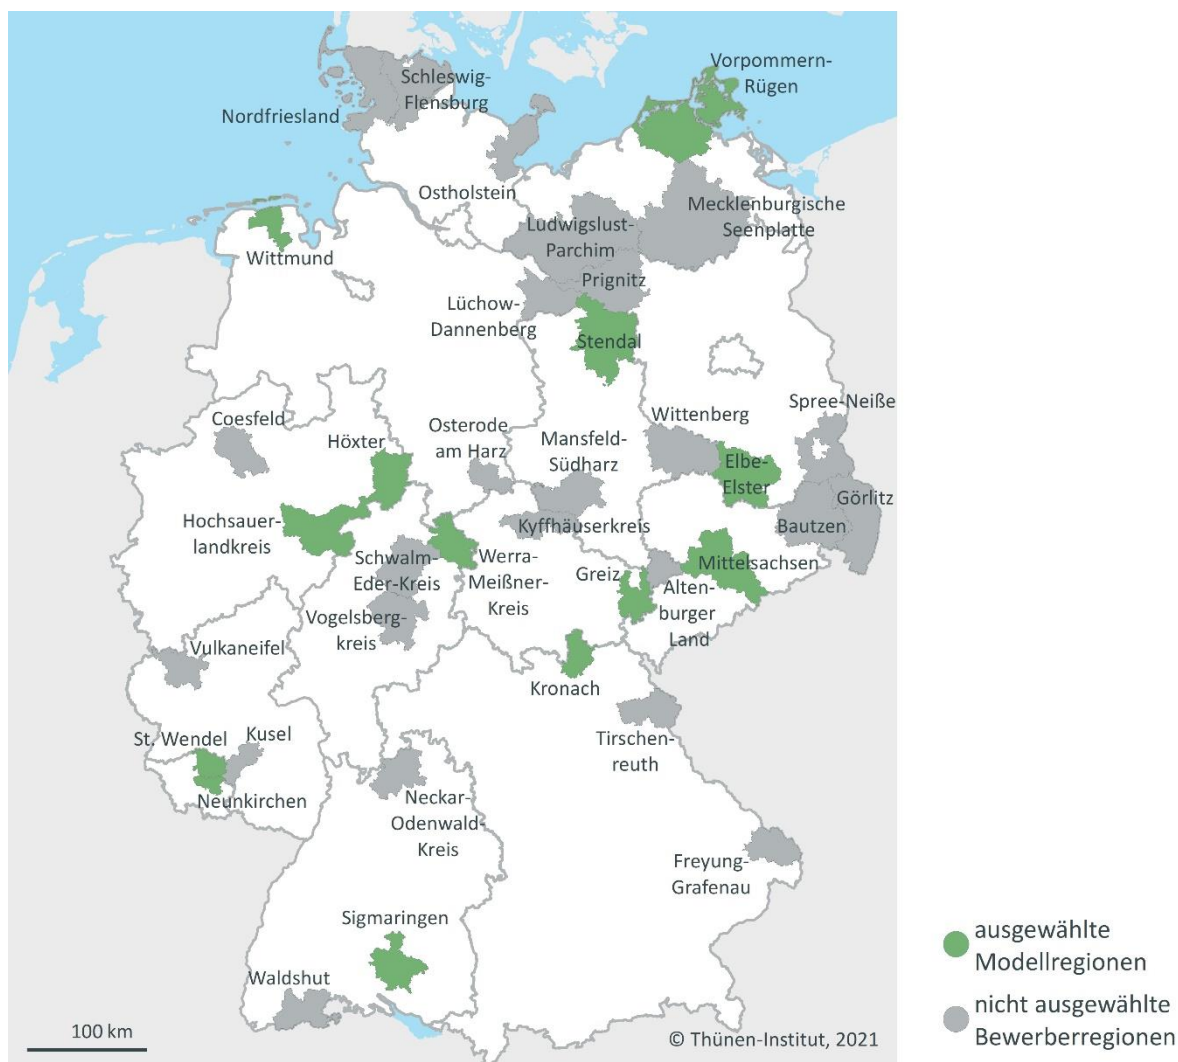 Vorpommern-
Rügen
Schleswig-
Flensburg
Nordfriesland
Ostholstein
Mecklenburgische
Seenplatte
Ludwigslust-
Parchim
Wittmund
Prignitz
Lüchow-
Dannenberg
Stendal
Spree-Neiße
Coesfeld
Höxter
Osterode
am Harz
Mansfeld-
Südharz
Wittenberg
Elbe-
Elster
Görlitz
Hochsauer-
landkreis
Kyffhäuserkreis
Bautzen
Schwalm-
Eder-Kreis
Werra-
Meißner-
Kreis
Greiz
Mittelsachsen
Alten-
burger
Land
Vogelsberg-
kreis
Vulkaneifel
Kronach
Tirschen-
reuth
St. Wendel
Kusel
Neunkirchen
Neckar-
Odenwald-
Kreis
Freyung-
Grafenau
Sigmaringen
Waldshut
100 km
© Thünen-Institut, 2021
ausgewählte
Modellregionen
nicht ausgewählte
Bewerberregionen